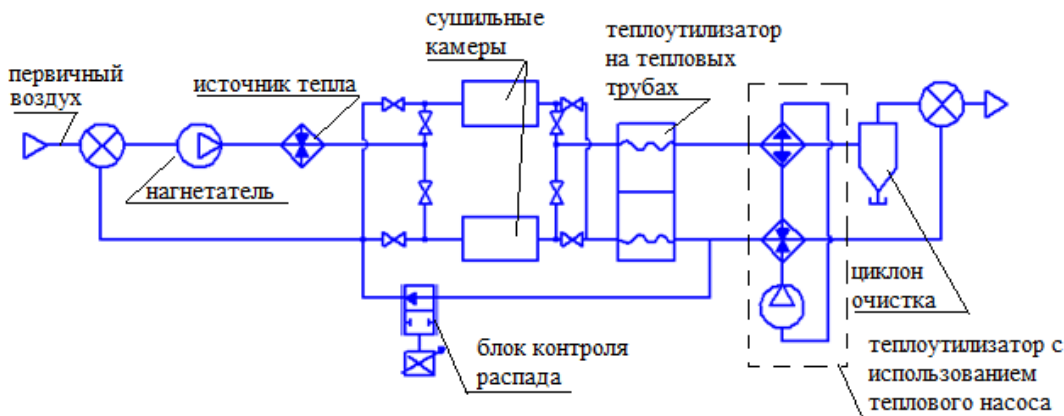 сушильные
камеры
теплоутилизатор
на тепловых
трубах
первичный
воздух
источник тепла
нагнетатель
циклон
очистка
блок контроля
распада
теплоутилизатор с
использованием
теплового насоса